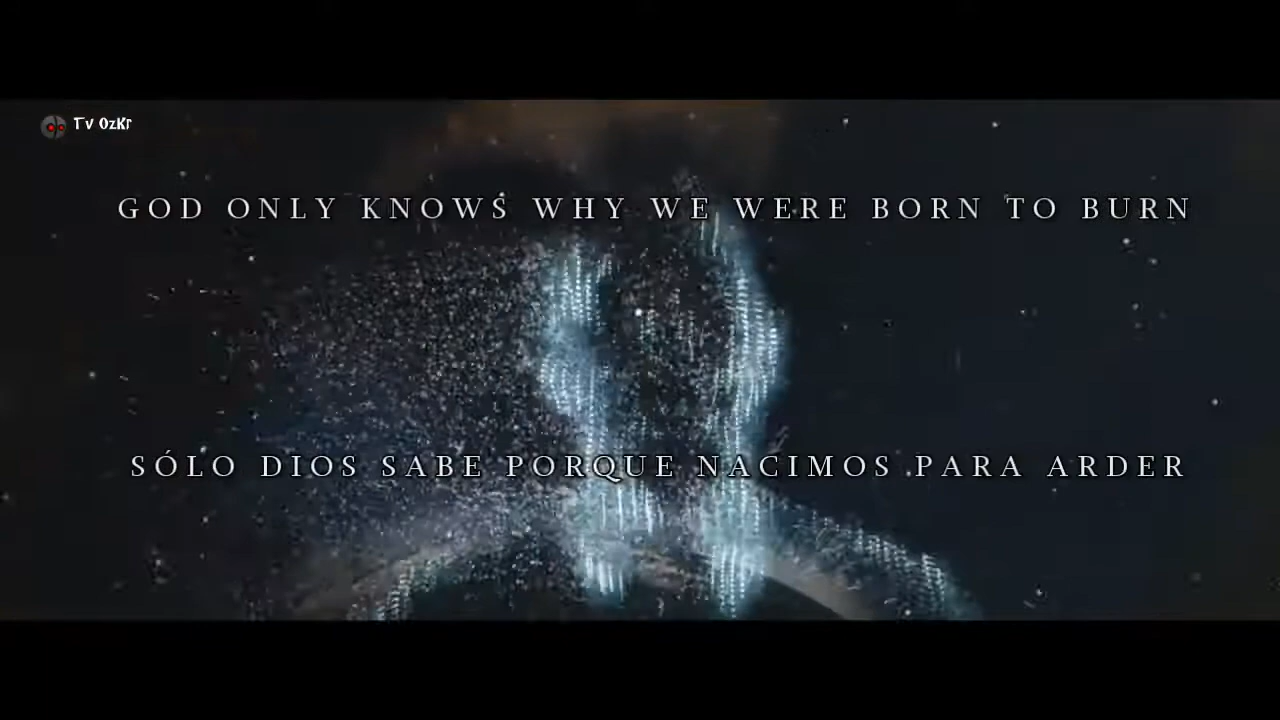 Tv OzKr
GOD ONLY KNOWS WHY WE WERE BORN TO BURN
SÓLO DIOS SABE PORQUE NACIMOS PARA ARDER